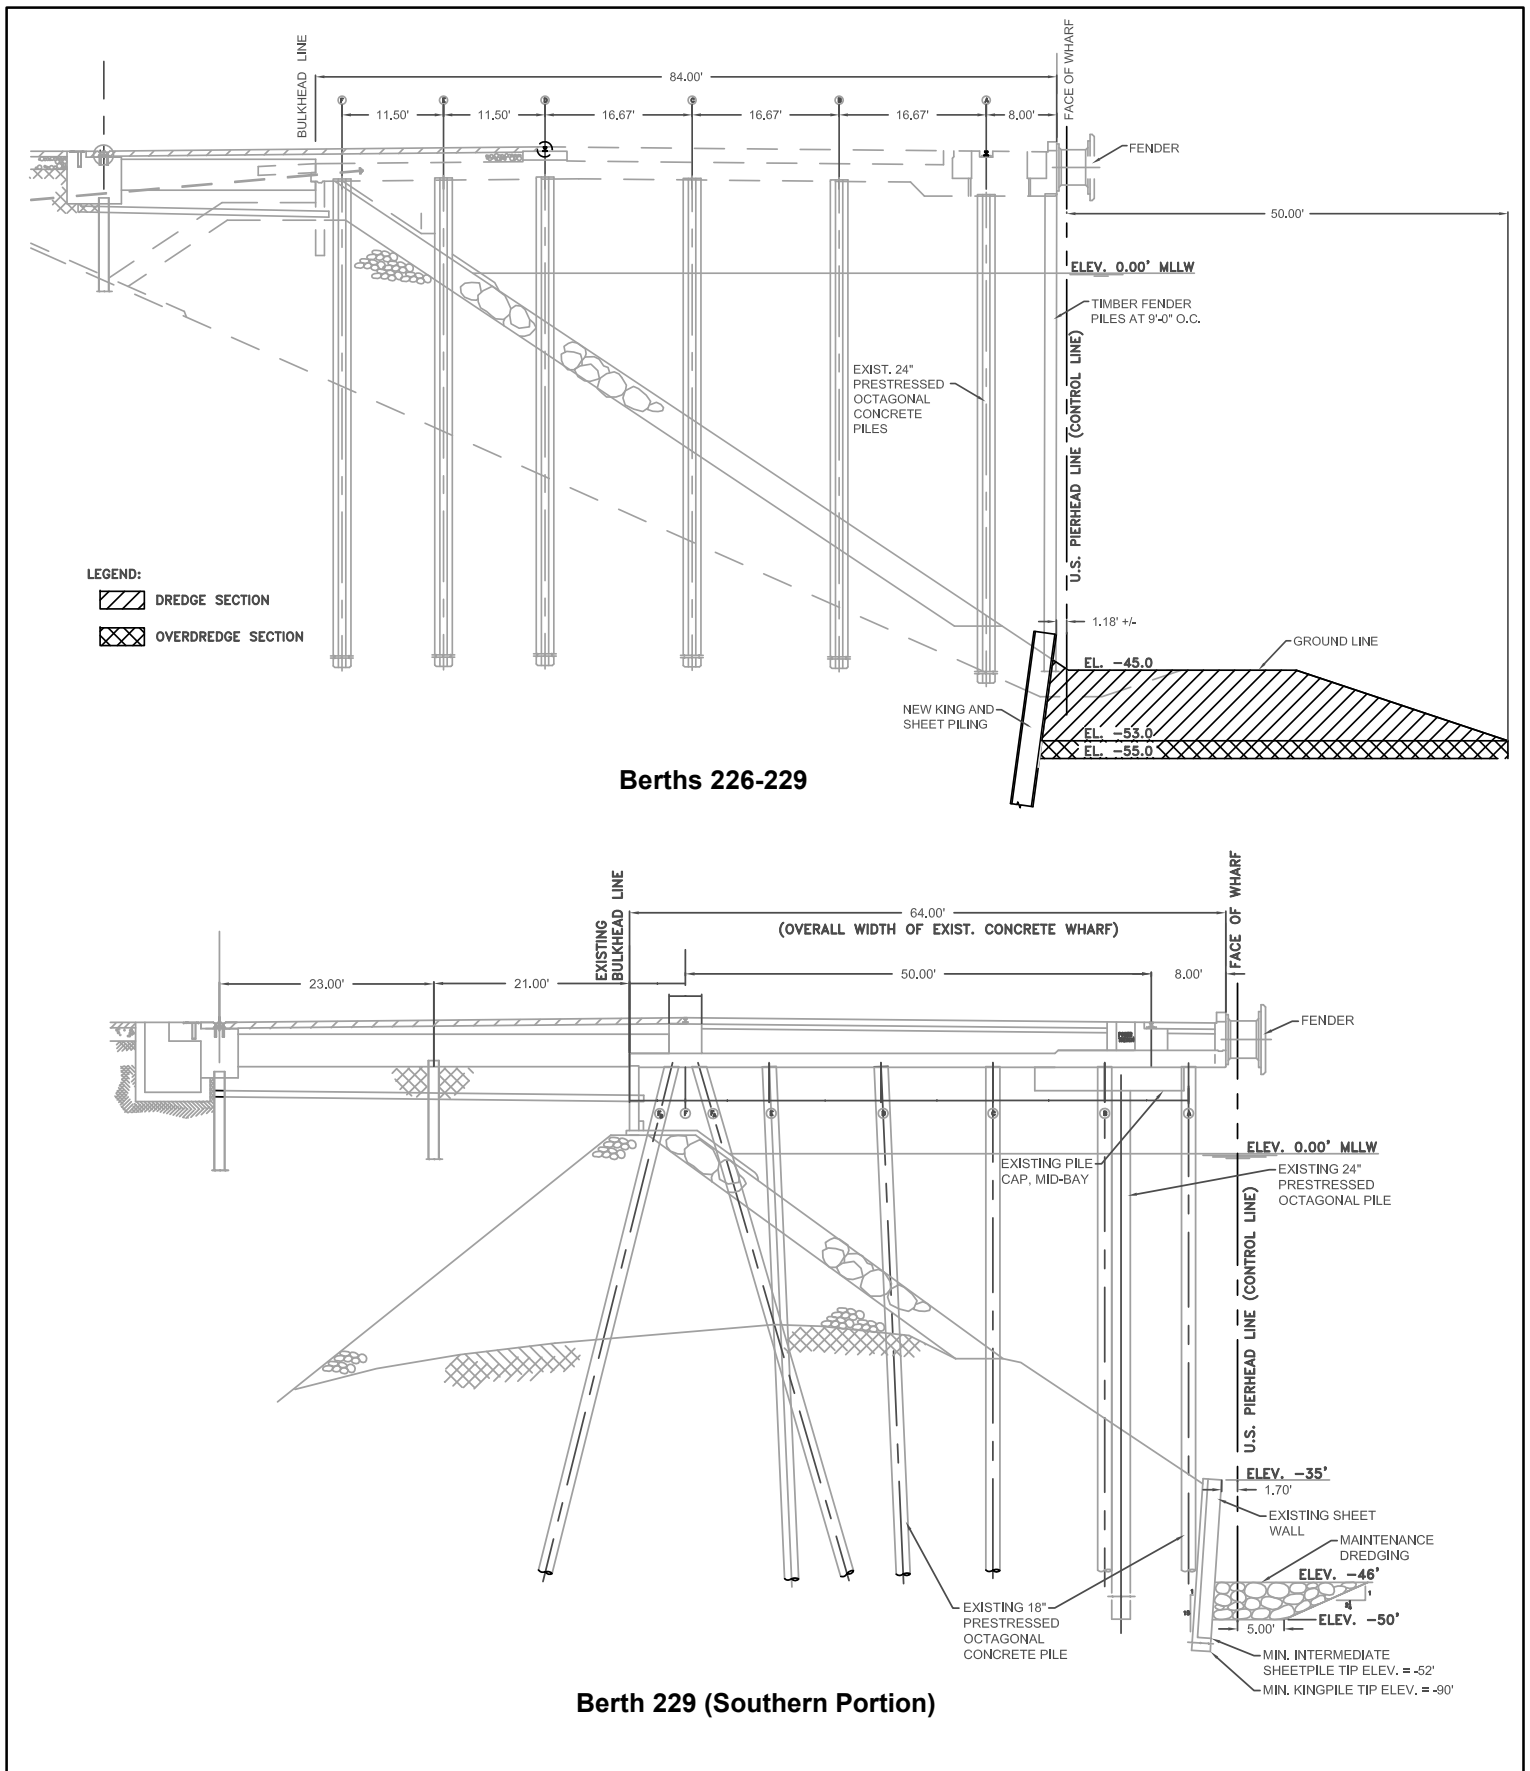 BULKHEAD LINE
84.00'
FACE OF WHARF
F
E
D
C
B
A
11.50'
11.50'
16.67'
16.67'
16.67'
8.00'
FENDER
50.00'
ELEV. 0.00' MLLW
TIMBER FENDER
PILES AT 9'-0" O.C.
U.S. PIERHEAD LINE (CONTROL LINE)
EXIST. 24"
PRESTRESSED
OCTAGONAL
CONCRETE
PILES
LEGEND:
DREDGE SECTION
OVERDREDGE SECTION
1.18' +/-
GROUND LINE
EL. -45.0
NEW KING AND
SHEET PILING
EL. -53.0
EL. -55.0
Berths 226-229
EXISTING
BULKHEAD LINE
64.00'
(OVERALL WIDTH OF EXIST. CONCRETE WHARF)
FACE OF WHARF
23.00'
21.00'
50.00'
8.00'
FENDER
F
E
D
C
B
A
ELEV. 0.00' MLLW
EXISTING PILE
CAP, MID-BAY
EXISTING 24"
PRESTRESSED
OCTAGONAL PILE
U.S. PIERHEAD LINE (CONTROL LINE)
ELEV. -35'
1.70'
EXISTING SHEET
WALL
MAINTENANCE
DREDGING
ELEV. -46'
1
1
ELEV. -50'
5.00'
EXISTING 18"
PRESTRESSED
OCTAGONAL
CONCRETE PILE
MIN. INTERMEDIATE
SHEETPILE TIP ELEV. = -52'
MIN. KINGPILE TIP ELEV. = -90'
Berth 229 (Southern Portion)